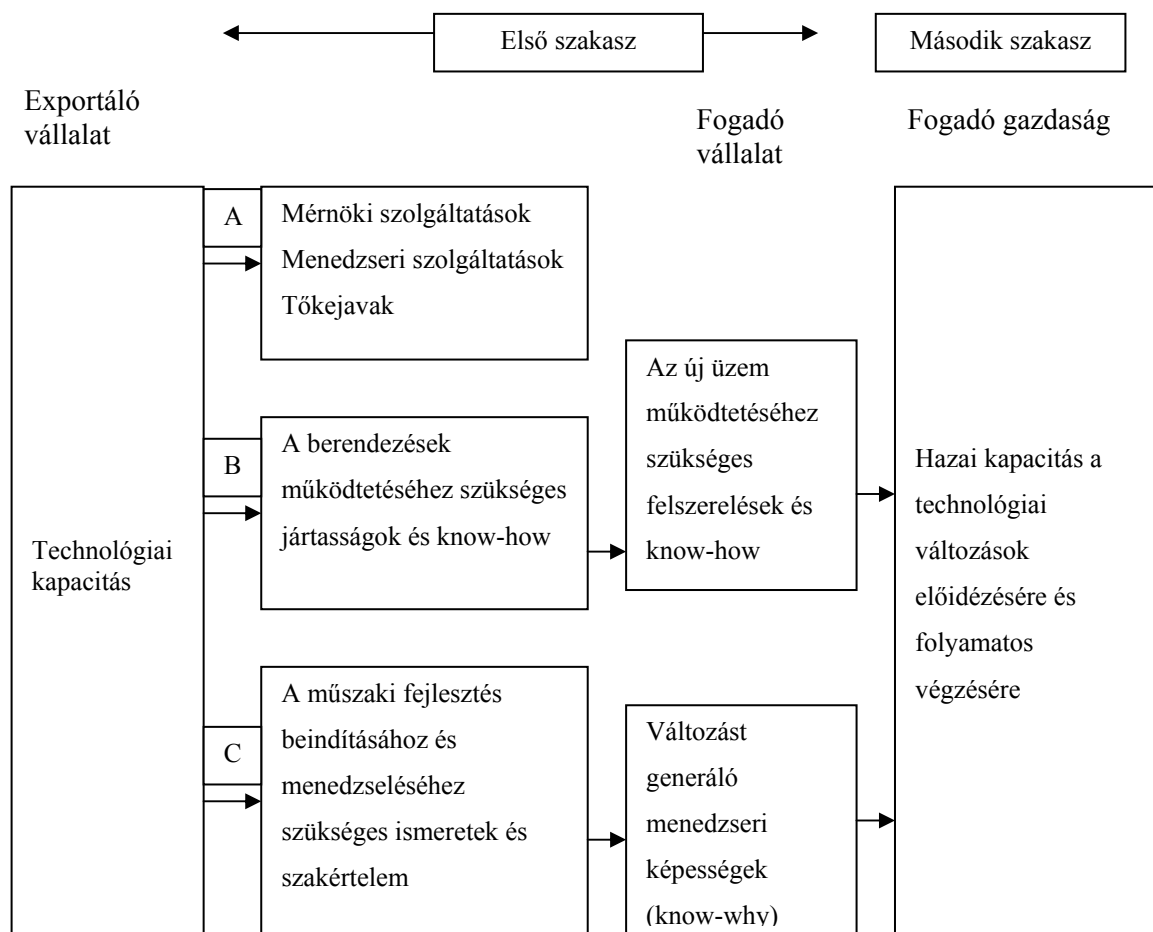 Első szakasz
Második szakasz
Exportáló
vállalat
Fogadó
vállalat
Fogadó gazdaság
Technológiai
kapacitás
A
Mérnöki szolgáltatások
Menedzseri szolgáltatások
Tőkejavak
B
A berendezések
működtetéséhez szükséges
jártasságok és know-how
Az új üzem
működtetéséhez
szükséges
felszerelések és
know-how
C
A műszaki fejlesztés
beindításához és
menedzseléséhez
szükséges ismeretek és
szakértelem
Változást
generáló
menedzseri
képességek
(know-why)
Hazai kapacitás a
technológiai
változások
előidézésére és
folyamatos
végzésére